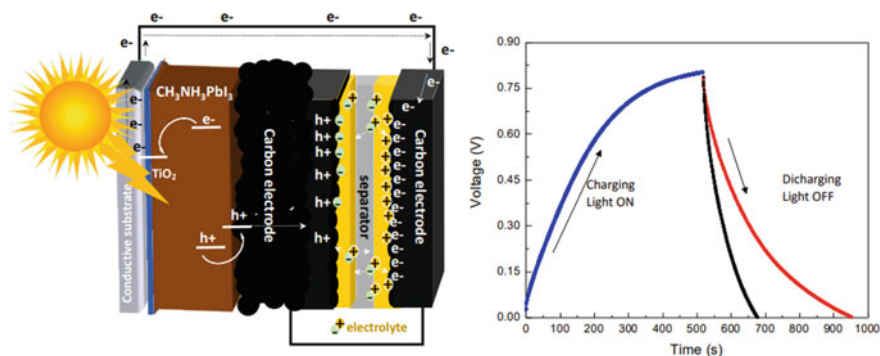 e-
e-
e-
e-
e-
e-
e-
e-
e-
CH3NH3PbI3
e-
TiO2
h+
h+
Conductive substrate
Carbon electrode
h+
h+
h+
h+
h+
h+
h+
separator
e-
e-
e-
e-
e-
e-
e-
e-
e-
e-
Carbon electrode
electrolyte
Voltage (V)
0.90
0.75
0.60
0.45
0.30
0.15
0.00
Charging
Light ON
Dicharging
Light OFF
0 100 200 300 400 500 600 700 800 900 1000
Time (s)